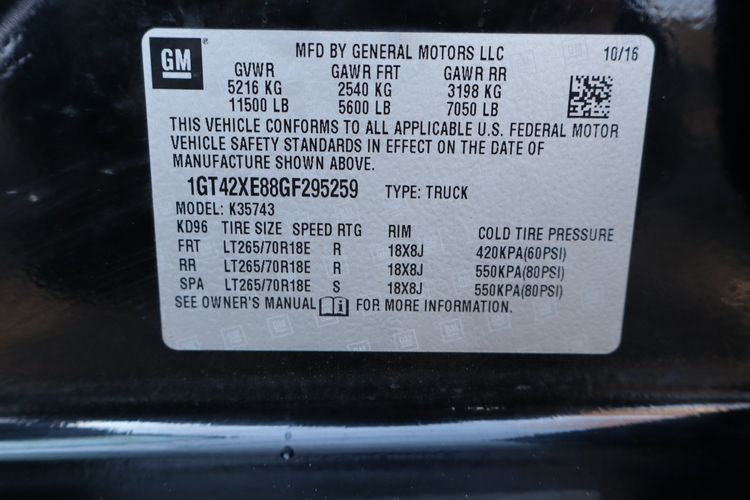 GM
MFD BY GENERAL MOTORS LLC 10/16
GVWR GAWR FRT GAWR RR
5216 KG 2540 KG 3198 KG
11500 LB 5600 LB 7050 LB
THIS VEHICLE CONFORMS TO ALL APPLICABLE U.S. FEDERAL MOTOR
VEHICLE SAFETY STANDARDS IN EFFECT ON THE DATE OF
MANUFACTURE SHOWN ABOVE.
1GT42XE88GF295259 TYPE: TRUCK
MODEL: K35743
KD96 TIRE SIZE SPEED RTG RIM COLD TIRE PRESSURE
FRT LT265/70R18E R 18X8J 420KPA(60PSI)
RR LT265/70R18E R 18X8J 550KPA(80PSI)
SPA LT265/70R18E S 18X8J 550KPA(80PSI)
SEE OWNER'S MANUAL FOR MORE INFORMATION.